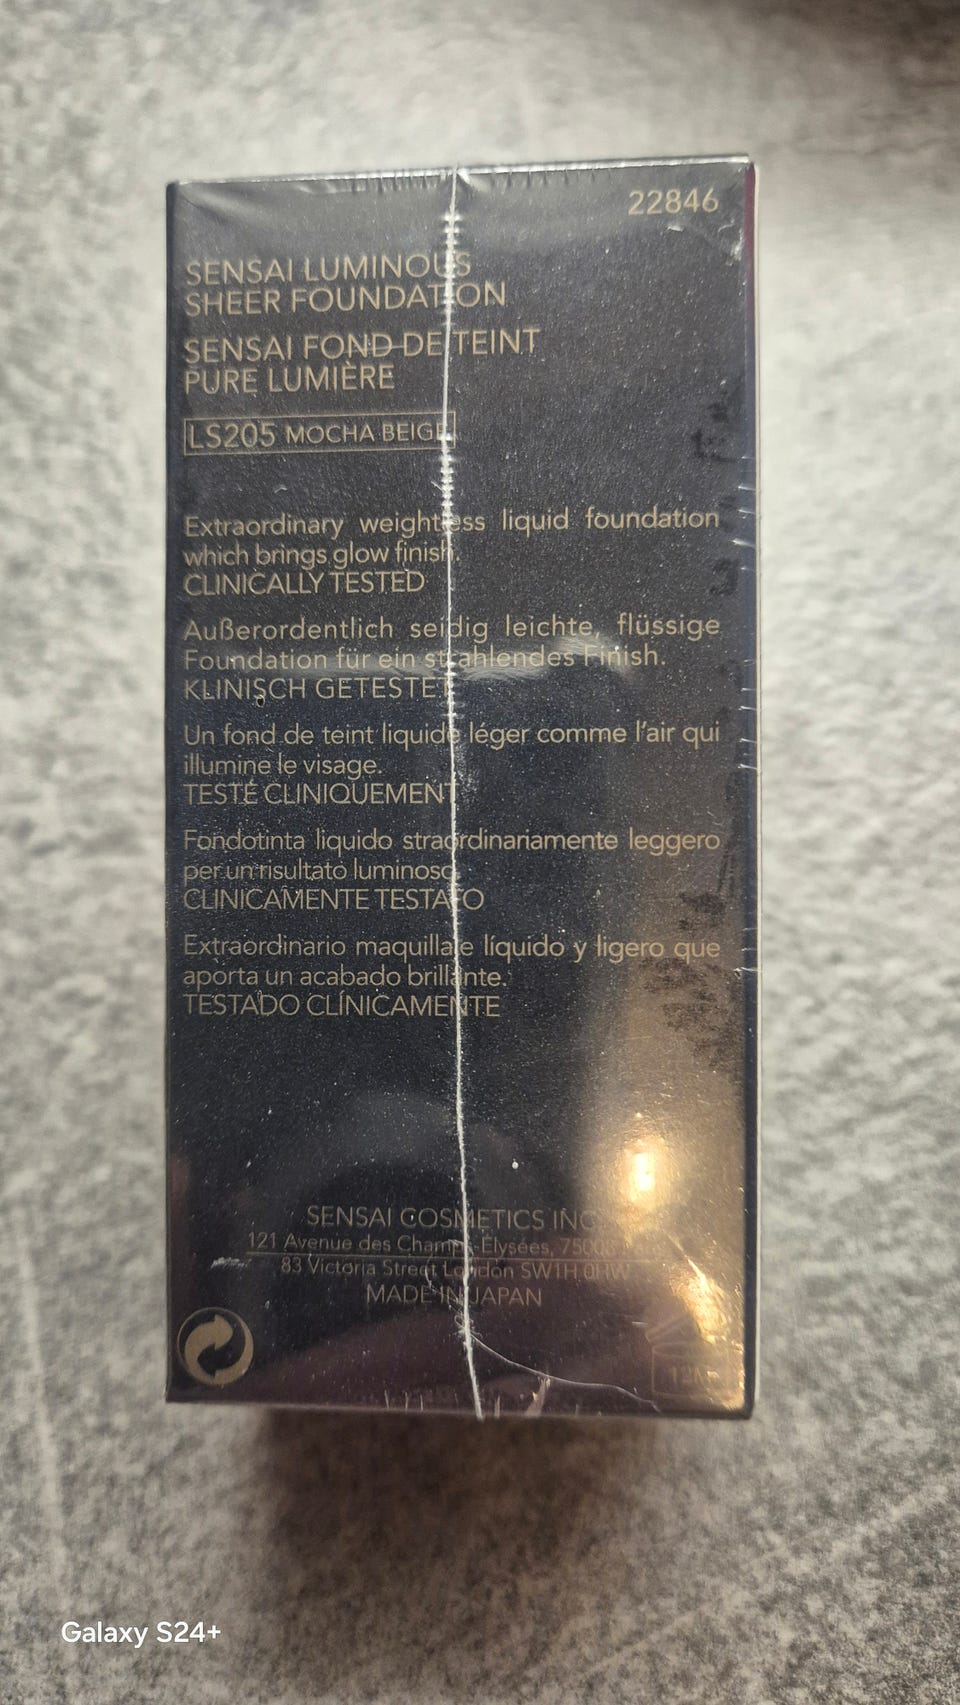 22846
SENSAI LUMINOUS
SHEER FOUNDATION
SENSAI FOND DE TEINT
PURE LUMIÈRE
LS205 MOCHA BEIGE
Extraordinary weightless liquid foundation
which brings glow finish.
CLINICALLY TESTED
Außerordentlich seidig leichte, flüssige
Foundation für ein strahlendes Finish.
KLINISCH GETESTET
Un fond de teint liquide léger comme l'air qui
illumine le visage.
TESTÉ CLINIQUEMENT
Fondotinta liquido straordinariamente leggero
per un risultato luminoso.
CLINICAMENTE TESTATO
Extraordinario maquillaje líquido y ligero que
aporta un acabado brillante.
TESTADO CLÍNICAMENTE
SENSAI COSMETICS INC.
121 Avenue des Champs-Élysées, 75008
83 Victoria Street London SW1H 0HW
MADE IN JAPAN
12M
Galaxy S24+